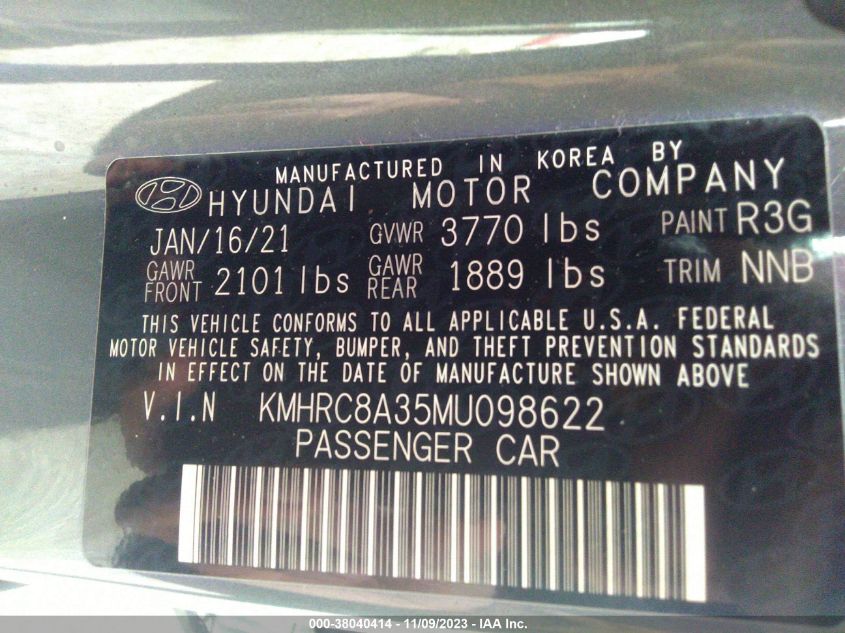 MANUFACTURED IN KOREA BY
HYUNDAI MOTOR COMPANY
JAN/16/21 GVWR 3770 lbs PAINT R3G
GAWR FRONT 2101 lbs GAWR REAR 1889 lbs TRIM NNB
THIS VEHICLE CONFORMS TO ALL APPLICABLE U.S.A. FEDERAL
MOTOR VEHICLE SAFETY, BUMPER, AND THEFT PREVENTION STANDARDS
IN EFFECT ON THE DATE OF MANUFACTURE SHOWN ABOVE
V.I.N KMHRC8A35MU098622
PASSENGER CAR
000-38040414 - 11/09/2023 - IAA Inc.